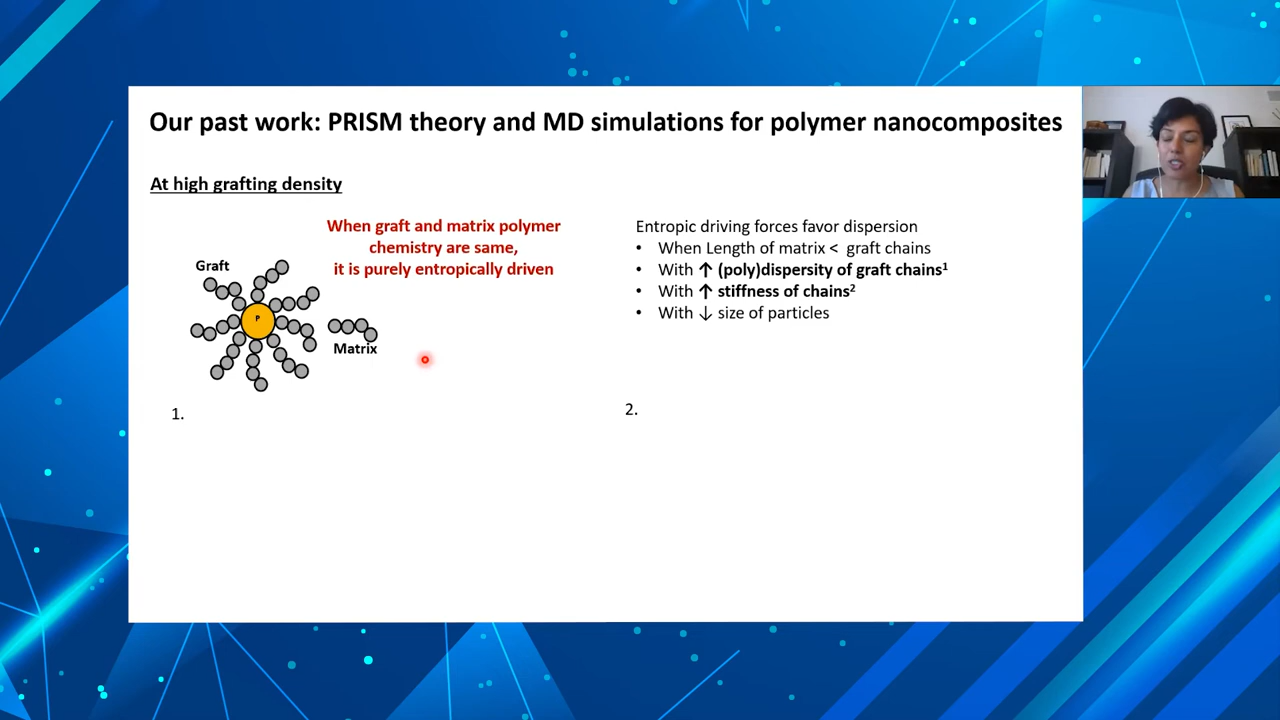 Our past work: PRISM theory and MD simulations for polymer nanocomposites
At high grafting density
When graft and matrix polymer
chemistry are same,
it is purely entropically driven
Graft
P
Matrix
Entropic driving forces favor dispersion
• When Length of matrix < graft chains
• With ↑ (poly)dispersity of graft chains¹
• With ↑ stiffness of chains²
• With ↓ size of particles
1.
2.